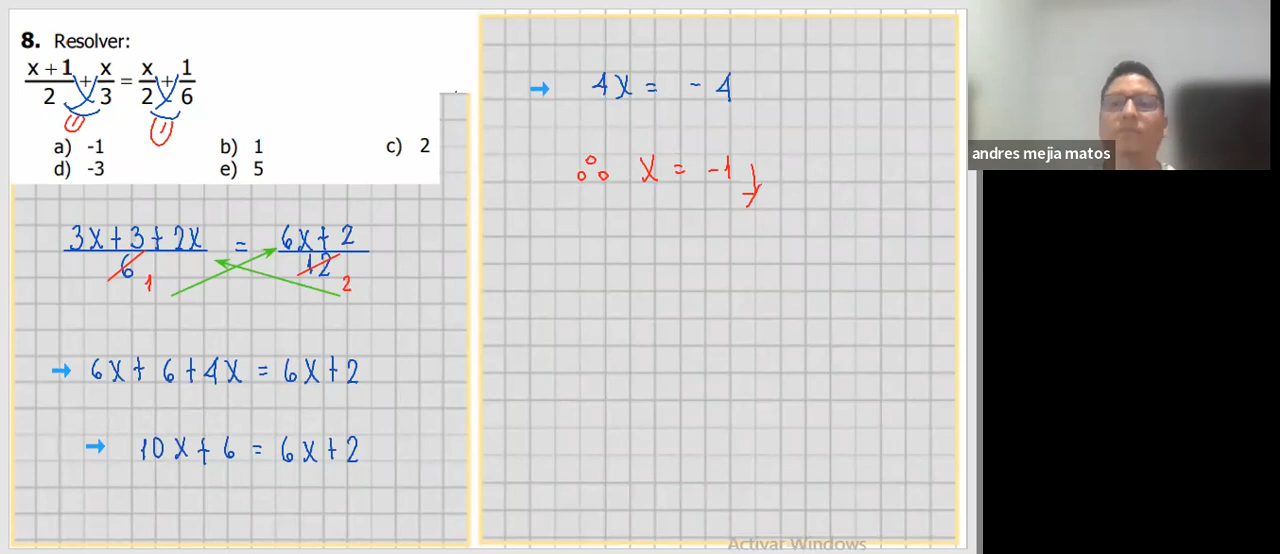 8. Resolver:
x + 1/2 + x/3 = x/2 + 1/6
a) -1 b) 1 c) 2
d) -3 e) 5
3x + 3 + 2x/6 = 6x + 2/12
1 2
→ 6x + 6 + 4x = 6x + 2
→ 10x + 6 = 6x + 2
→ 4x = - 4
∴ x = -1
andres mejia matos
Activar Windows